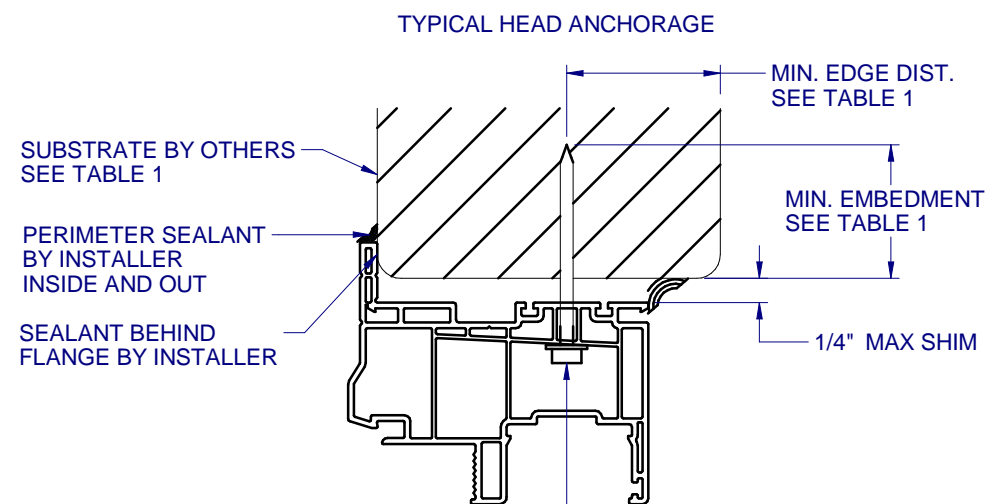 TYPICAL HEAD ANCHORAGE
MIN. EDGE DIST.
SEE TABLE 1
SUBSTRATE BY OTHERS
SEE TABLE 1
MIN. EMBEDMENT
SEE TABLE 1
PERIMETER SEALANT
BY INSTALLER
INSIDE AND OUT
SEALANT BEHIND
FLANGE BY INSTALLER
1/4" MAX SHIM